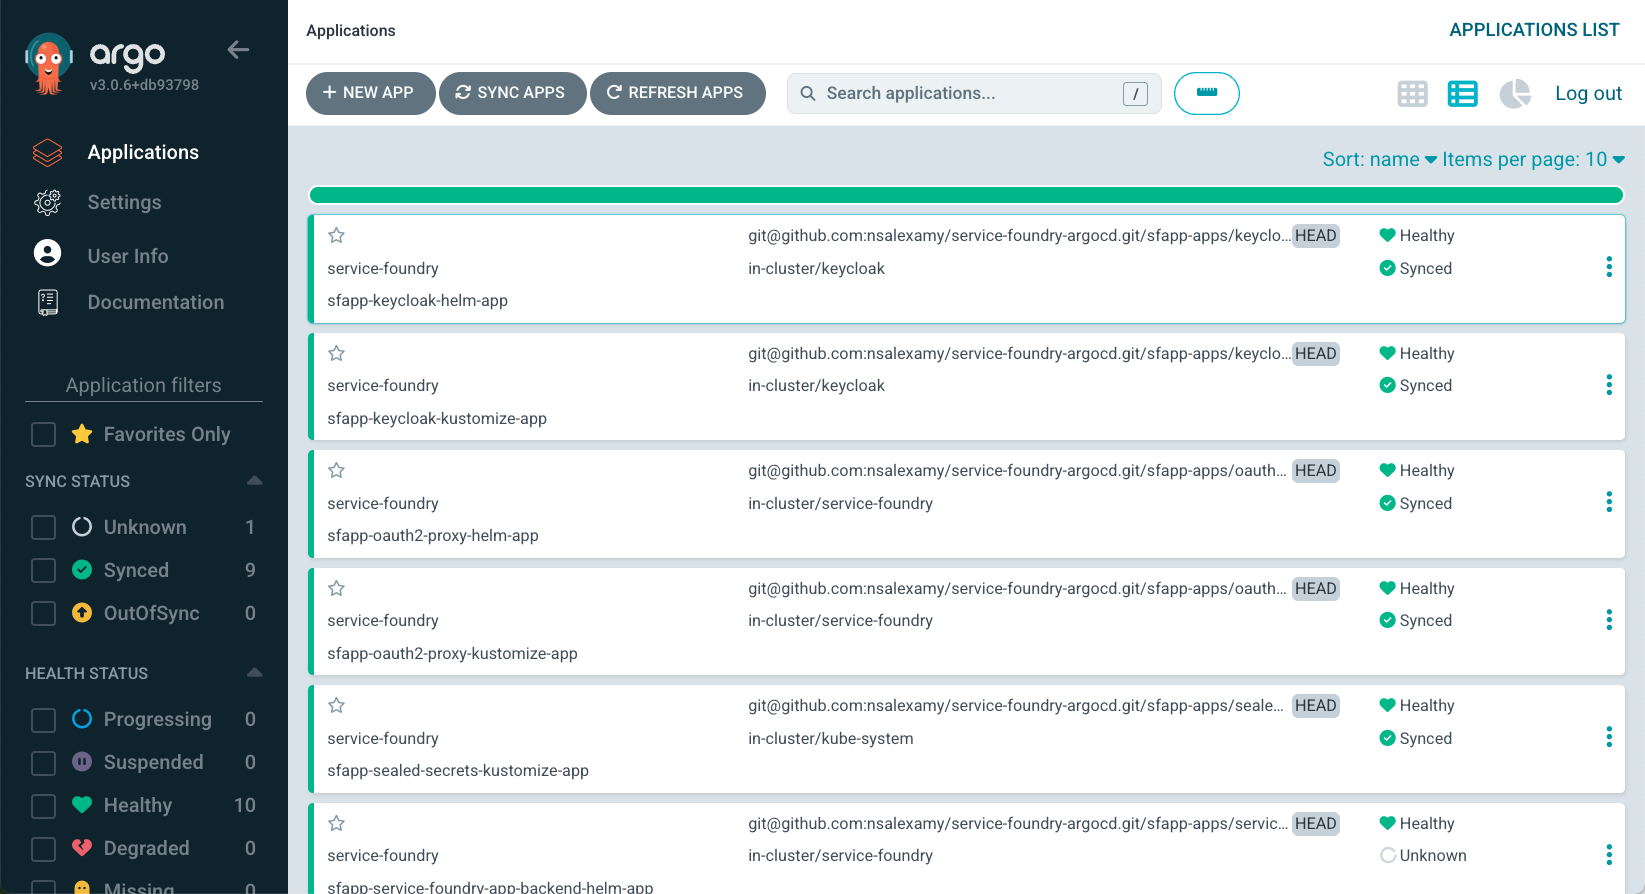 argo
v3.0.6+db93798
Applications
Settings
User Info
Documentation
Application filters
Favorites Only
SYNC STATUS
Unknown 1
Synced 9
OutOfSync 0
HEALTH STATUS
Progressing 0
Suspended 0
Healthy 10
Degraded 0
Missing 0
Applications
APPLICATIONS LIST
NEW APP SYNC APPS REFRESH APPS Search applications... / Log out
Sort: name Items per page: 10
git@github.com:nsalexamy/service-foundry-argocd.git/sfapp-apps/keyclo... HEAD Healthy
service-foundry in-cluster/keycloak Synced
sfapp-keycloak-helm-app
git@github.com:nsalexamy/service-foundry-argocd.git/sfapp-apps/keyclo... HEAD Healthy
service-foundry in-cluster/keycloak Synced
sfapp-keycloak-kustomize-app
git@github.com:nsalexamy/service-foundry-argocd.git/sfapp-apps/oauth... HEAD Healthy
service-foundry in-cluster/service-foundry Synced
sfapp-oauth2-proxy-helm-app
git@github.com:nsalexamy/service-foundry-argocd.git/sfapp-apps/oauth... HEAD Healthy
service-foundry in-cluster/service-foundry Synced
sfapp-oauth2-proxy-kustomize-app
git@github.com:nsalexamy/service-foundry-argocd.git/sfapp-apps/seale... HEAD Healthy
service-foundry in-cluster/kube-system Synced
sfapp-sealed-secrets-kustomize-app
git@github.com:nsalexamy/service-foundry-argocd.git/sfapp-apps/servic... HEAD Healthy
service-foundry in-cluster/service-foundry Unknown
sfapp-service-foundry-app-backend-helm-app